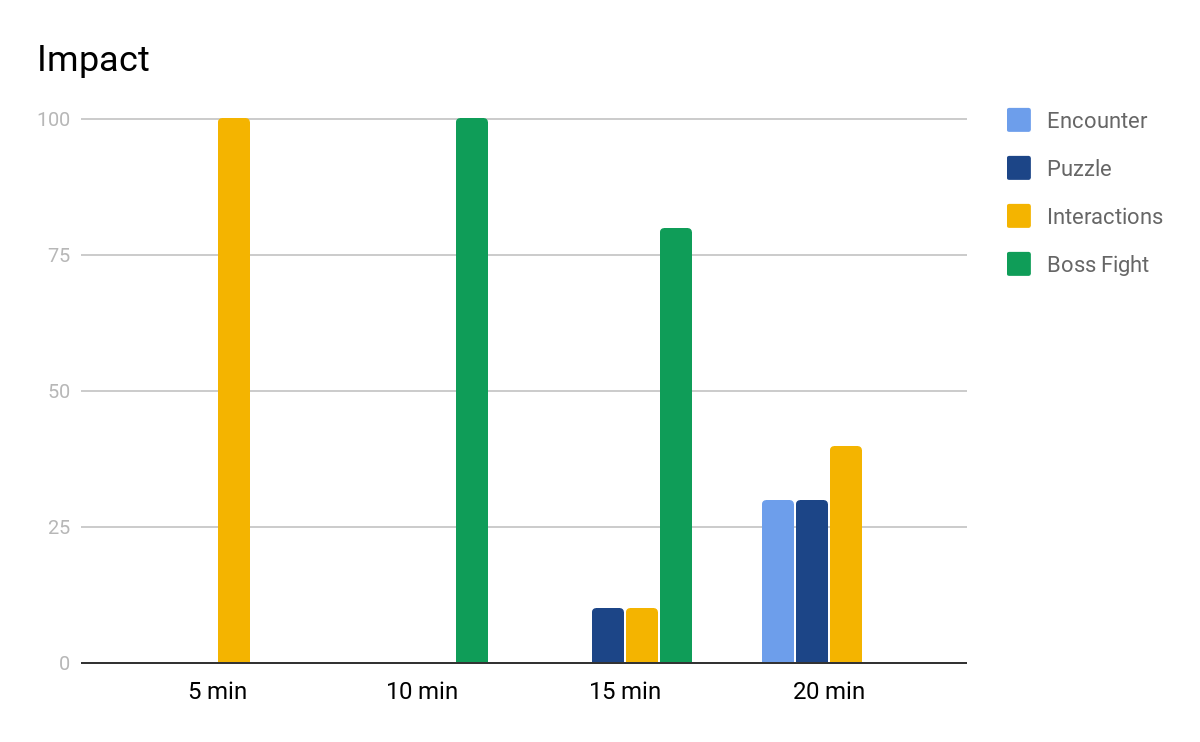 Impact
100
75
50
25
0
5 min
10 min
15 min
20 min
Encounter
Puzzle
Interactions
Boss Fight